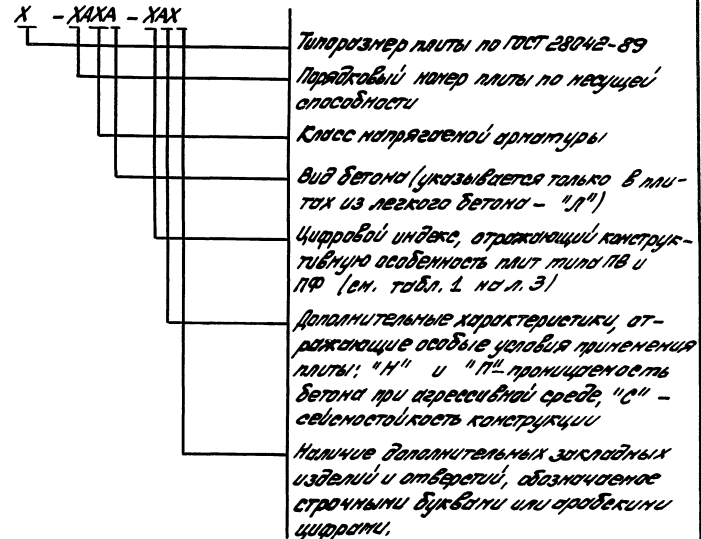 Х - ХАХА - ХАХ
Типоразмер плиты по ГОСТ 28042-89
Порядковый номер плиты по несущей
способности
Класс напрягаемой арматуры
Вид бетона (указывается только в пли-
тах из легкого бетона - "Л")
Цифровой индекс, отражающий конструк-
тивную особенность плит типа ПВ и
ПФ (см. табл. 1 на л. 3)
Дополнительные характеристики, от-
ражающие особые условия применения
плиты: "Н" и "П"-проницаемость
бетона при агрессивной среде, "С" -
сейсмостойкость конструкции
Наличие дополнительных закладных
изделий и отверстий, обозначаемое
строчными буквами или арабскими
цифрами.